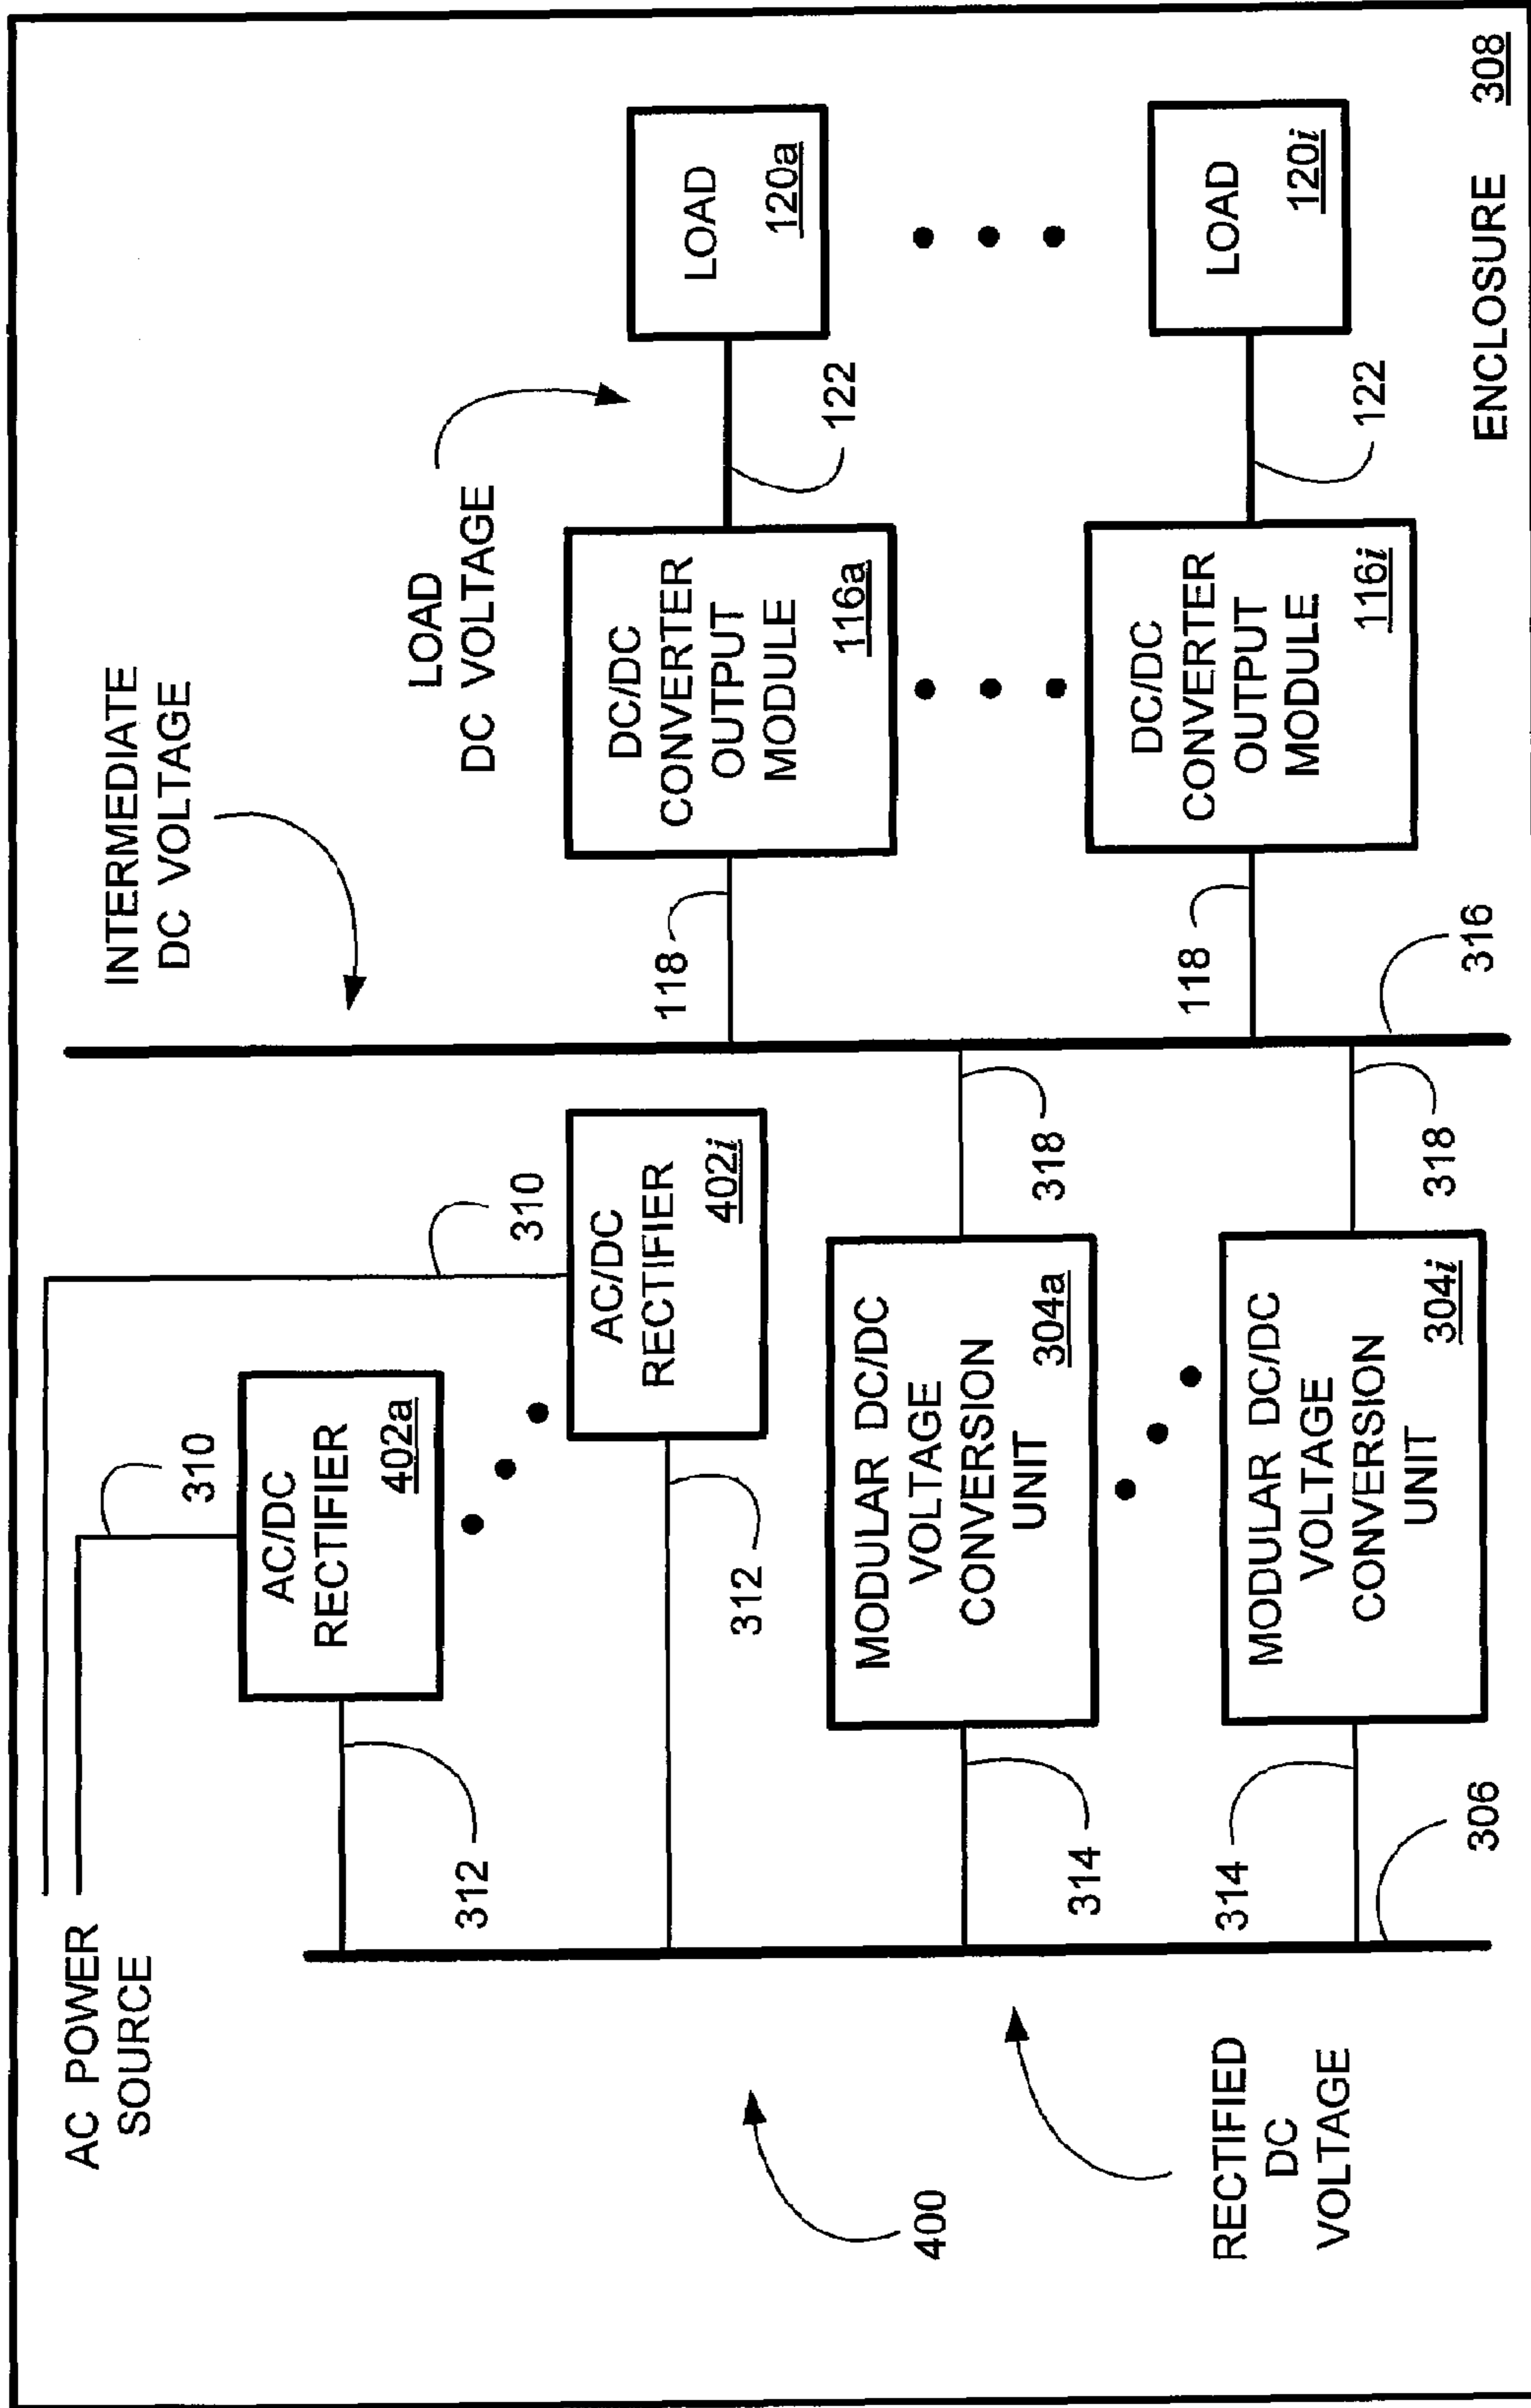 AC POWER
SOURCE
310
310
AC/DC
RECTIFIER
402a
AC/DC
RECTIFIER
402i
312
312
INTERMEDIATE
DC VOLTAGE
LOAD
DC VOLTAGE
118
DC/DC
CONVERTER
OUTPUT
MODULE
116a
122
LOAD
120a
400
RECTIFIED
DC
VOLTAGE
314
MODULAR DC/DC
VOLTAGE
CONVERSION
UNIT
304a
318
314
MODULAR DC/DC
VOLTAGE
CONVERSION
UNIT
304i
318
306
316
118
DC/DC
CONVERTER
OUTPUT
MODULE
116i
122
LOAD
120i
ENCLOSURE 308